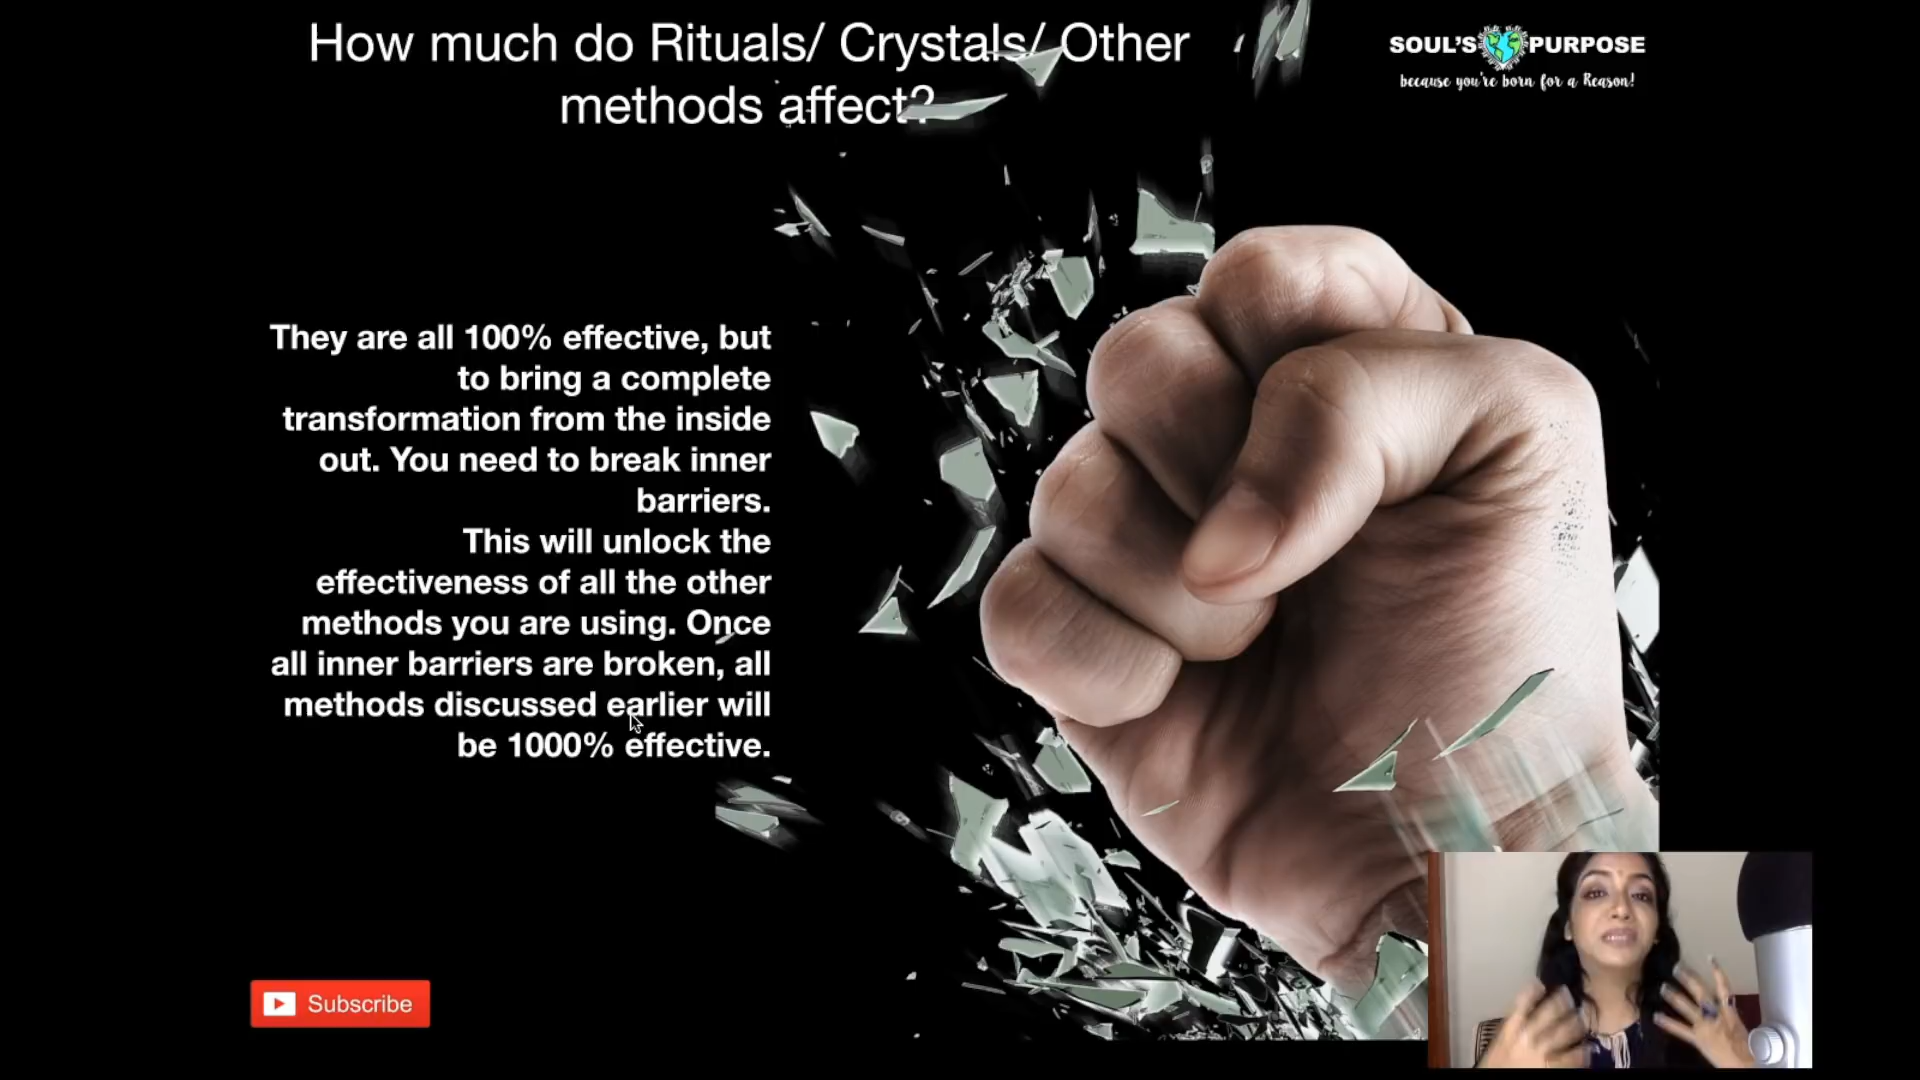 How much do Rituals/ Crystals/ Other
methods affect?
SOUL'S PURPOSE
because you're born for a Reason!
They are all 100% effective, but
to bring a complete
transformation from the inside
out. You need to break inner
barriers.
This will unlock the
effectiveness of all the other
methods you are using. Once
all inner barriers are broken, all
methods discussed earlier will
be 1000% effective.
Subscribe